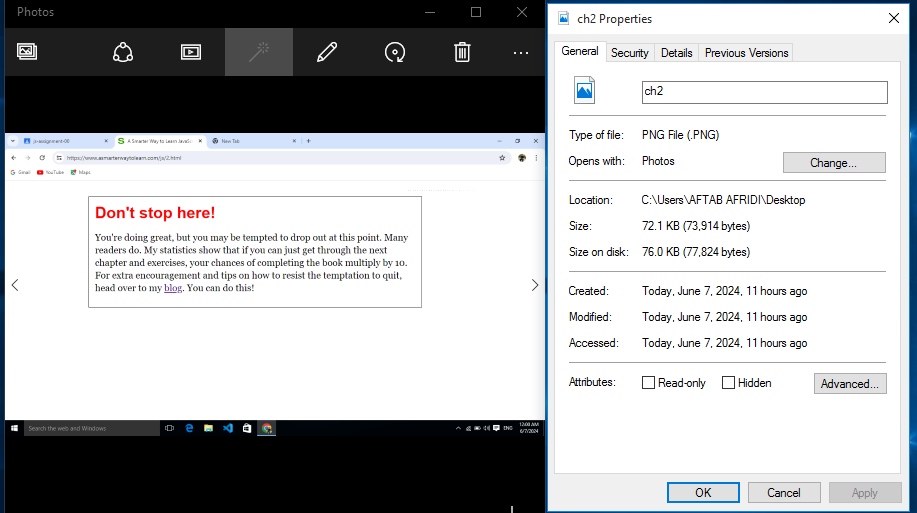 Photos
js-assignment-06
A Smarter Way to Learn JavaSc
New Tab
https://www.asmarterwaytolearn.com/js/2.html
Gmail
YouTube
Maps
Don't stop here!
You're doing great, but you may be tempted to drop out at this point. Many
readers do. My statistics show that if you can just get through the next
chapter and exercises, your chances of completing the book multiply by 10.
For extra encouragement and tips on how to resist the temptation to quit,
head over to my blog. You can do this!
Search the web and Windows
ENG
12:00 AM
6/7/2024
ch2 Properties
General
Security
Details
Previous Versions
ch2
Type of file: PNG File (.PNG)
Opens with: Photos
Change...
Location: C:\Users\AFTAB AFRIDI\Desktop
Size: 72.1 KB (73,914 bytes)
Size on disk: 76.0 KB (77,824 bytes)
Created: Today, June 7, 2024, 11 hours ago
Modified: Today, June 7, 2024, 11 hours ago
Accessed: Today, June 7, 2024, 11 hours ago
Attributes: Read-only Hidden
Advanced...
OK
Cancel
Apply